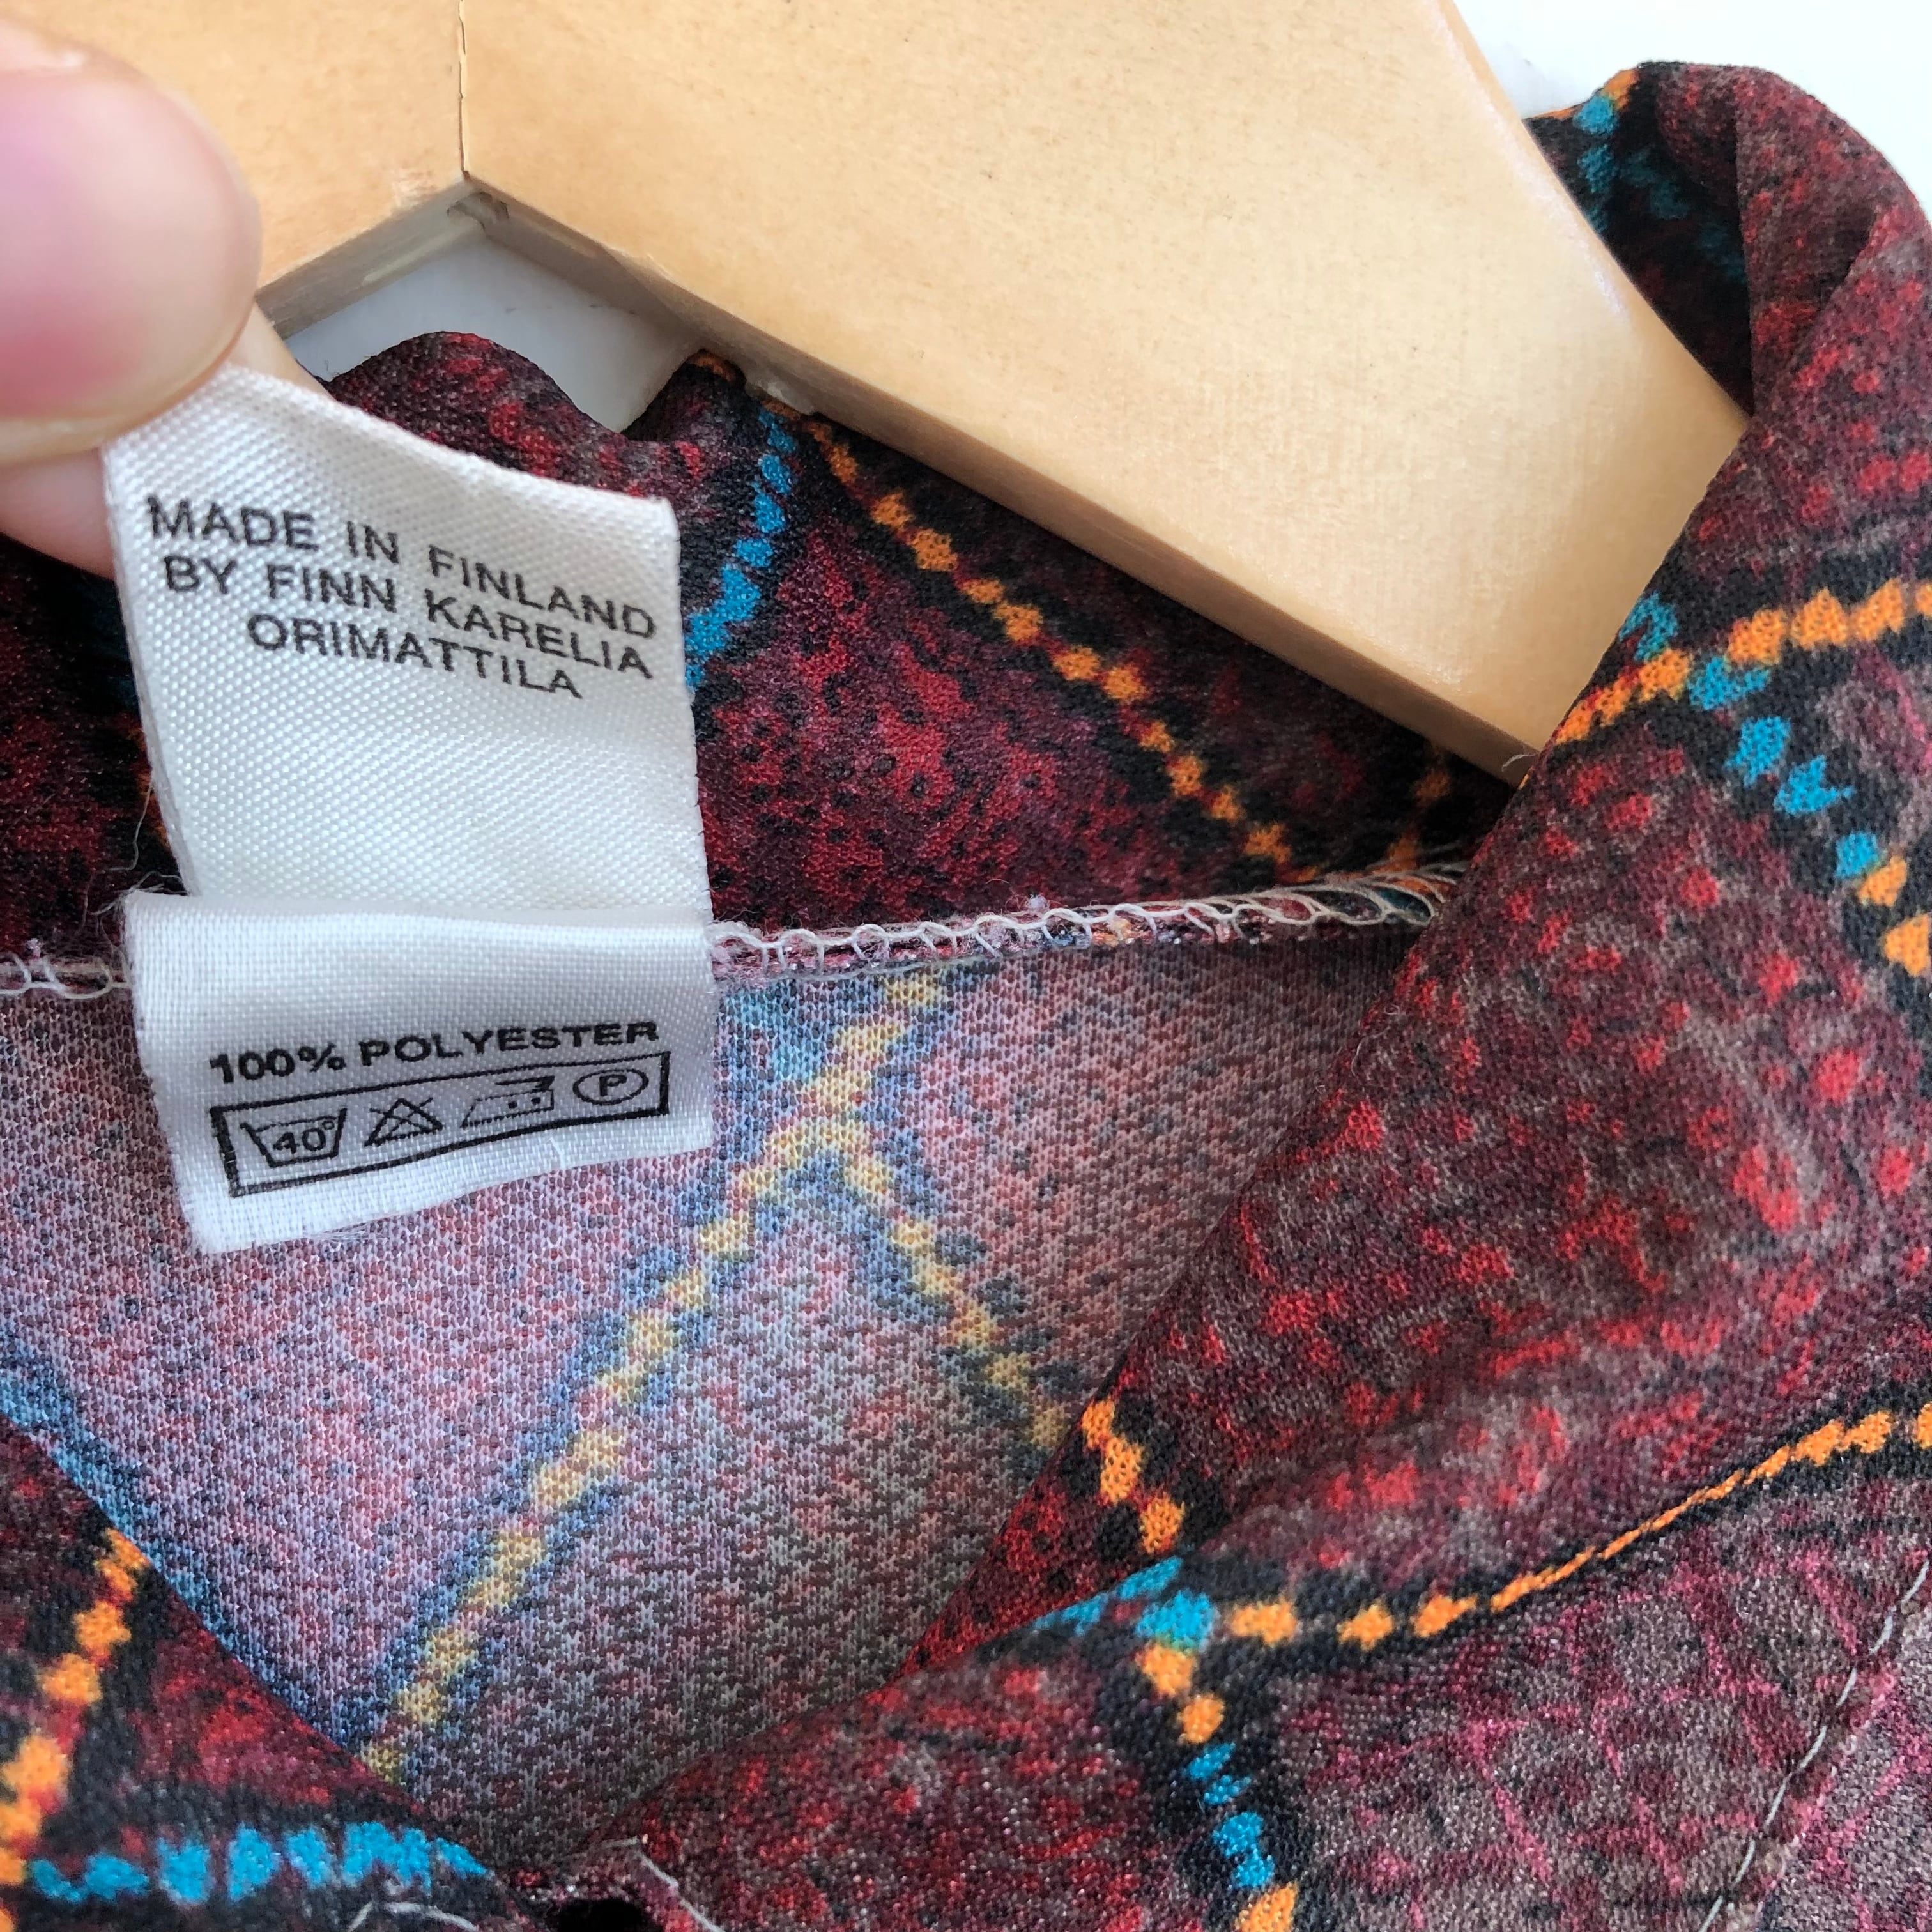 MADE IN FINLAND
BY FINN KARELIA
ORIMATTILA
100% POLYESTER
40° P